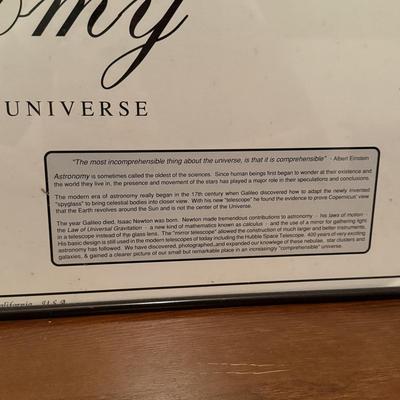 omy
UNIVERSE
"The most incomprehensible thing about the universe, is that it is comprehensible" - Albert Einstein
Astronomy is sometimes called the oldest of the sciences. Since human beings first began to wonder at their existence and
the world they live in, the presence and movement of the stars has played a major role in their speculations and conclusions.
The modern era of astronomy really began in the 17th century when Galileo discovered how to adapt the newly invented
"spyglass" to bring celestial bodies into closer view. With his new "telescope" he found the evidence to prove Copernicus' view
that the Earth revolves around the Sun and is not the center of the Universe.
The year Galileo died, Isaac Newton was born. Newton made tremendous contributions to astronomy - his laws of motion -
the Law of Universal Gravitation - a new kind of mathematics known as calculus - and the use of a mirror for gathering light
in a telescope instead of the glass lens. The "mirror telescope" allowed the construction of much larger and better instruments.
His basic design is still used in the modern telescopes of today including the Hubble Space Telescope. 400 years of very exciting
astronomy has followed. We have discovered, photographed, and expanded our knowlege of these nebulae, star clusters and
galaxies, & gained a clearer picture of our small but remarkable place in an increasingly "comprehensible" universe.
California U.S.A.